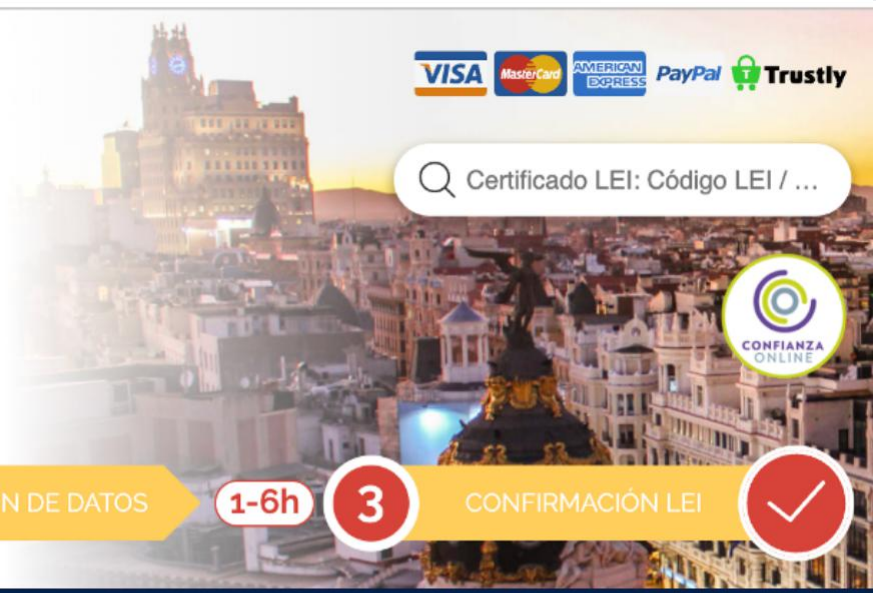 VISA MasterCard AMERICAN EXPRESS PayPal Trustly
Certificado LEI: Código LEI / ...
CONFIANZA
ONLINE
N DE DATOS 1-6h 3 CONFIRMACIÓN LEI